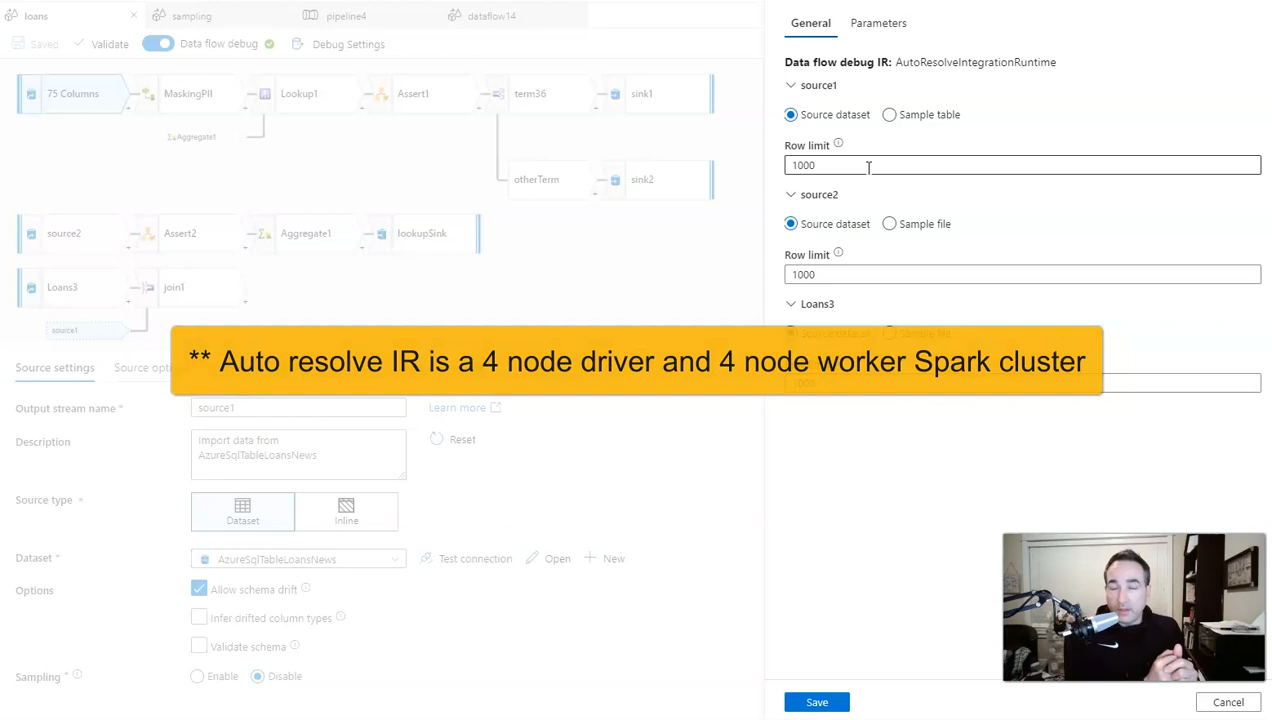 loans
sampling
pipeline4
dataflow14
Saved
Validate
Data flow debug
Debug Settings
75 Columns
MaskingPII
Lookup1
Assert1
term36
sink1
Aggregate1
otherTerm
sink2
source2
Assert2
Aggregate1
lookupSink
Loans3
join1
source1
Source settings
Source opti
Output stream name *
source1
Learn more
Description
Import data from
AzureSqlTableLoansNews
Reset
Source type *
Dataset
Inline
Dataset *
AzureSqlTableLoansNews
Test connection
Open
New
Options
Allow schema drift
Infer drifted column types
Validate schema
Sampling *
Enable
Disable
General
Parameters
Data flow debug IR: AutoResolveIntegrationRuntime
source1
Source dataset
Sample table
Row limit
1000
source2
Source dataset
Sample file
Row limit
1000
Loans3
** Auto resolve IR is a 4 node driver and 4 node worker Spark cluster
Save
Cancel